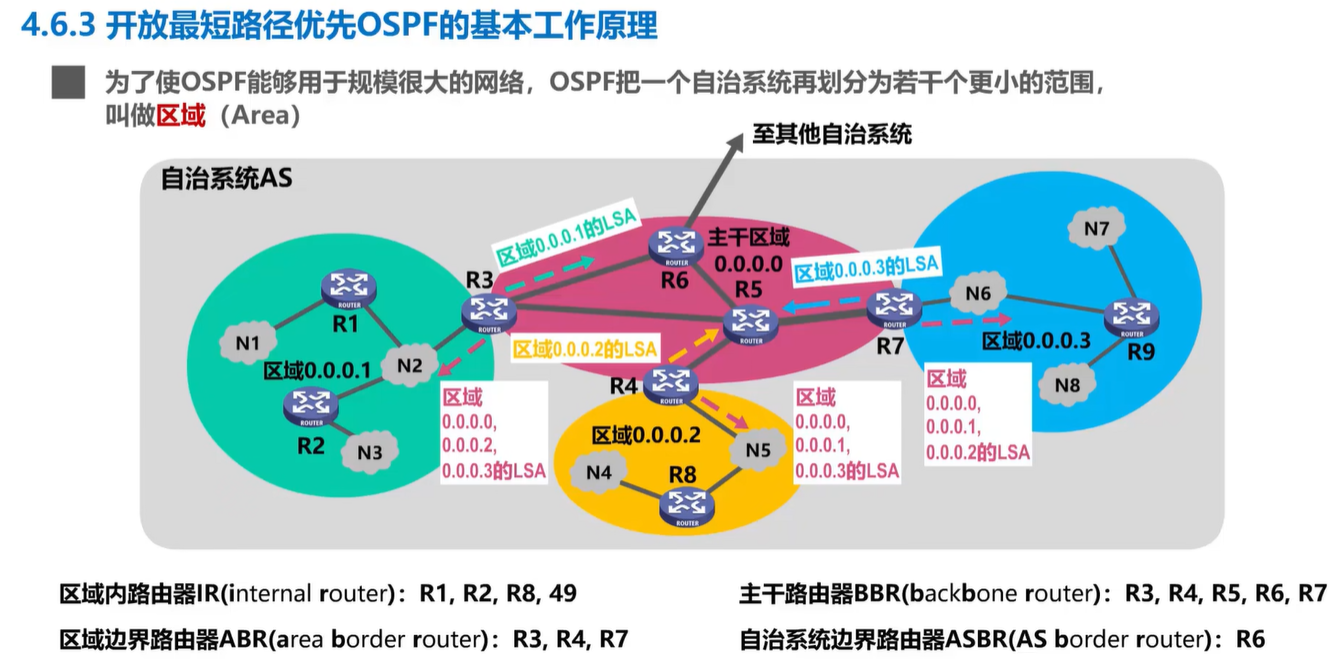 4.6.3 开放最短路径优先OSPF的基本工作原理
为了使OSPF能够用于规模很大的网络，OSPF把一个自治系统再划分为若干个更小的范围，
叫做区域（Area）
至其他自治系统
自治系统AS
区域0.0.0.1的LSA
ROUTER
R6
主干区域
0.0.0.0
R5
ROUTER
区域0.0.0.3的LSA
N7
R3
ROUTER
ROUTER
R1
N1
区域0.0.0.1
N2
ROUTER
R2
N3
区域0.0.0.2的LSA
ROUTER
R7
N6
区域0.0.0.3
ROUTER
R9
N8
R4
ROUTER
区域
0.0.0.0,
0.0.0.2,
0.0.0.3的LSA
区域0.0.0.2
N5
N4
R8
ROUTER
区域
0.0.0.0,
0.0.0.1,
0.0.0.3的LSA
区域
0.0.0.0,
0.0.0.1,
0.0.0.2的LSA
区域内路由器IR(internal router)：R1, R2, R8, 49
主干路由器BBR(backbone router)：R3, R4, R5, R6, R7
区域边界路由器ABR(area border router)：R3, R4, R7
自治系统边界路由器ASBR(AS border router)：R6